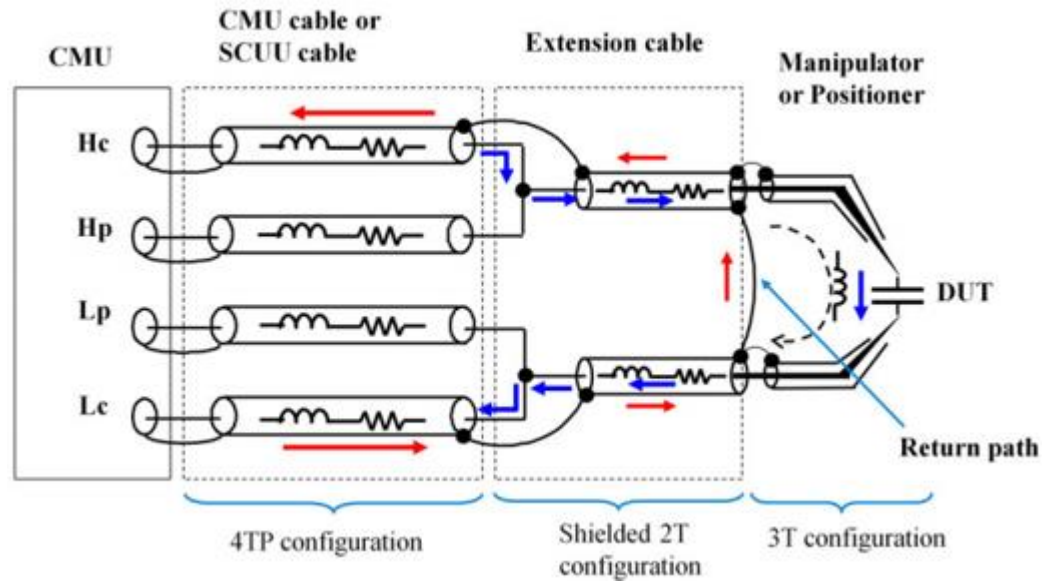 CMU
CMU cable or
SCUU cable
Extension cable
Manipulator
or Positioner
Hc
Hp
Lp
Lc
DUT
Return path
4TP configuration
Shielded 2T
configuration
3T configuration